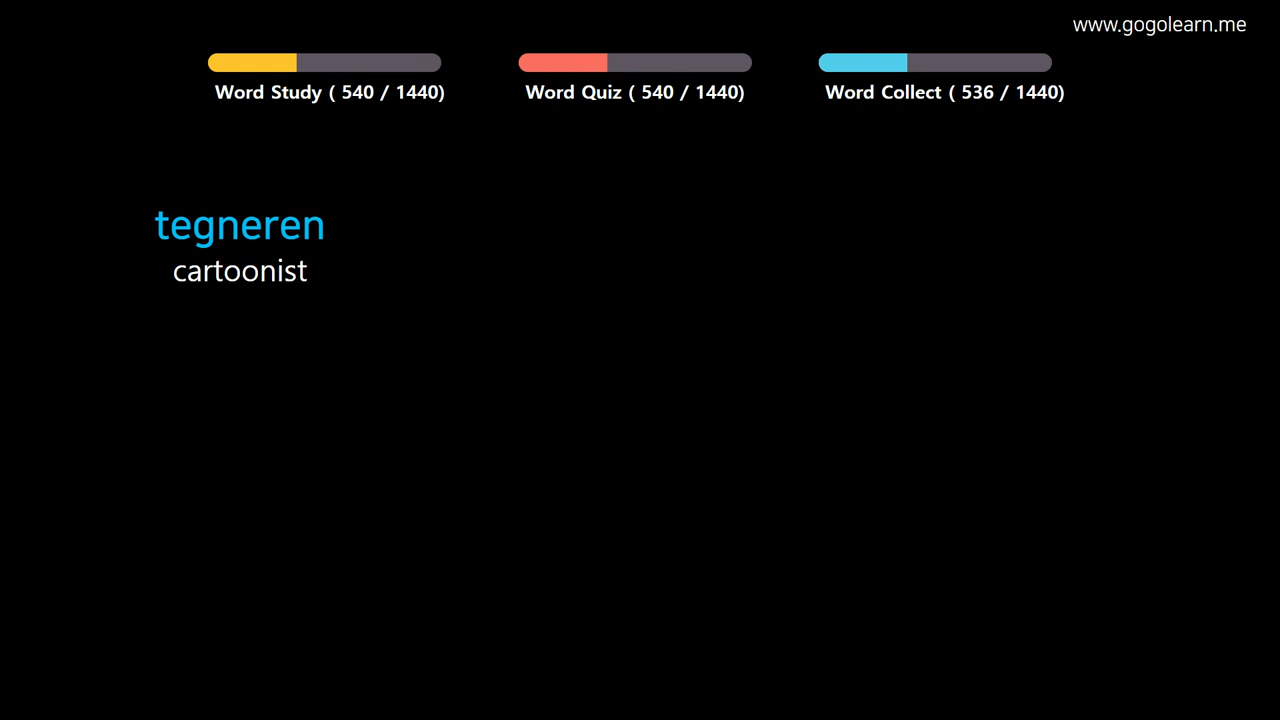 www.gogolearn.me
Word Study ( 540 / 1440)
Word Quiz ( 540 / 1440)
Word Collect ( 536 / 1440)
tegneren
cartoonist